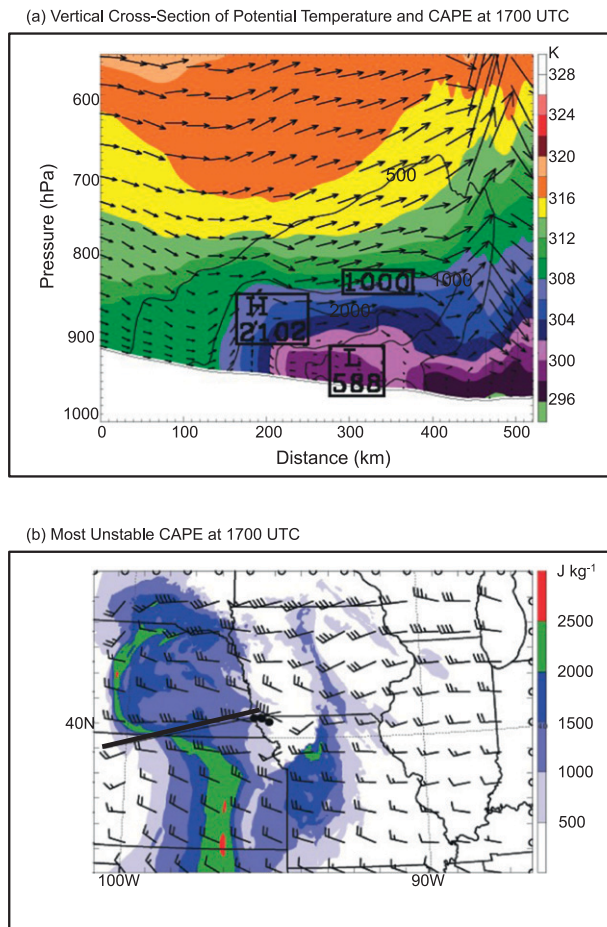 (a) Vertical Cross-Section of Potential Temperature and CAPE at 1700 UTC
K
328
324
320
316
312
308
304
300
296
Pressure (hPa)
600
700
800
900
1000
500
1000
1000
2000
H
2102
L
588
0
100
200
300
400
500
Distance (km)
(b) Most Unstable CAPE at 1700 UTC
J kg⁻¹
2500
2000
1500
1000
500
40N
100W
90W